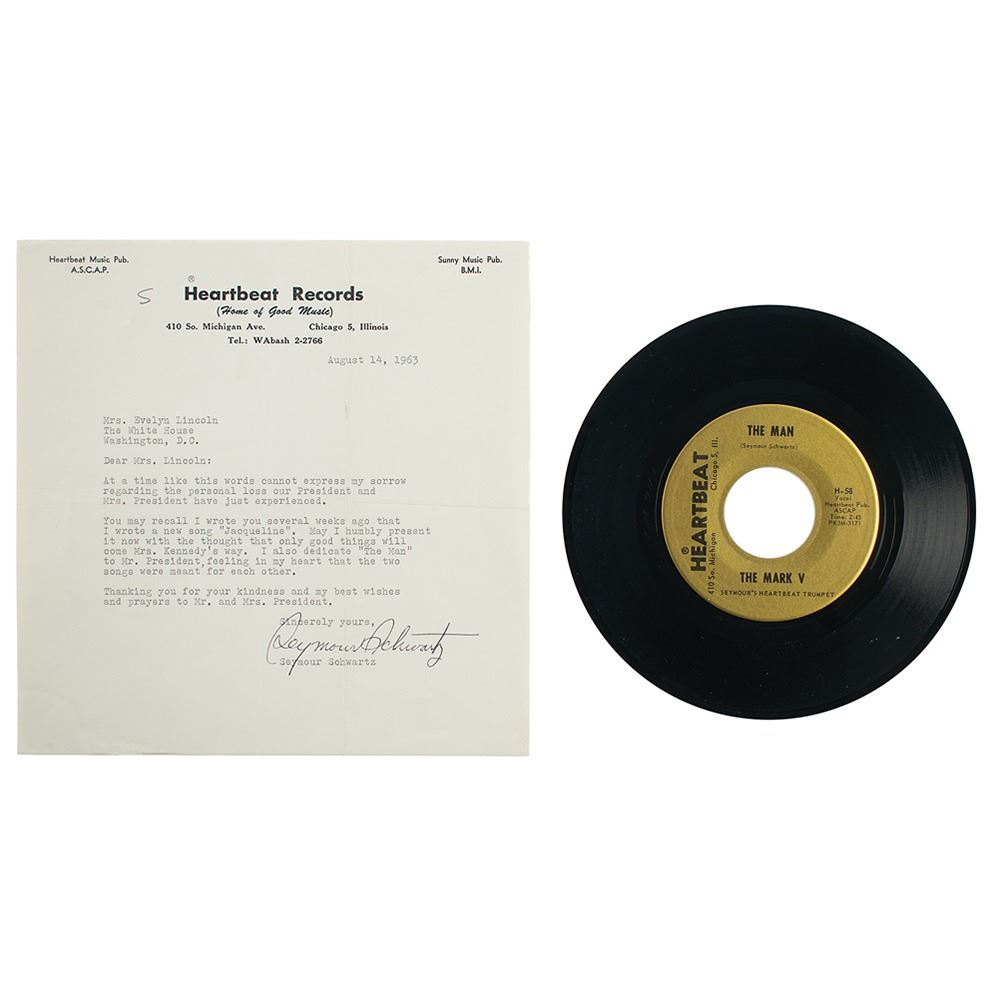 Heartbeat Music Pub.
A.S.C.A.P.
Sunny Music Pub.
B.M.I.
S
® Heartbeat Records
(Home of Good Music)
410 So. Michigan Ave. Chicago 5, Illinois
Tel.: WAbash 2-2766
August 14, 1963
Mrs. Evelyn Lincoln
The White House
Washington, D.C.
Dear Mrs. Lincoln:
At a time like this words cannot express my sorrow
regarding the personal loss our President and
Mrs. President have just experienced.
You may recall I wrote you several weeks ago that
I wrote a new song "Jacqueline". May I humbly present
it now with the thought that only good things will
come Mrs. Kennedy's way. I also dedicate "The Man"
to Mr. President,feeling in my heart that the two
songs were meant for each other.
Thanking you for your kindness and my best wishes
and prayers to Mr. and Mrs. President.
Sincerely yours,
Seymour Schwartz
Seymour Schwartz
THE MAN
(Seymour Schwartz)
® HEARTBEAT
410 So. Michigan Chicago 5, Ill.
H-58
Vocal
Heartbeat Pub.
ASCAP
Time: 2:45
PK3M-3171
THE MARK V
SEYMOUR'S HEARTBEAT TRUMPET